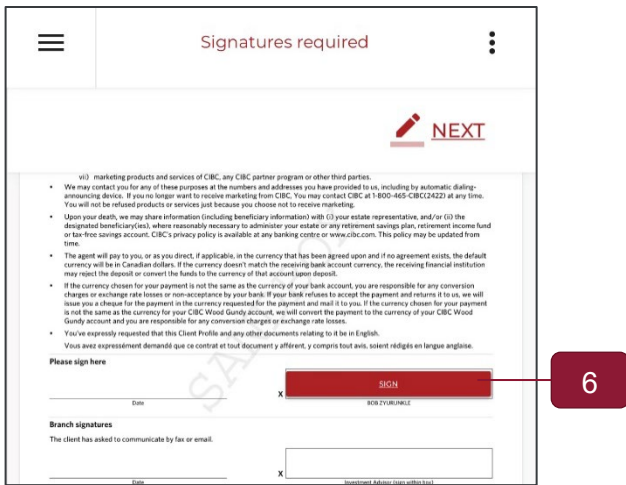 Signatures required
NEXT
vii) marketing products and services of CIBC, any CIBC partner program or other third parties.
• We may contact you for any of these purposes at the numbers and addresses you have provided to us, including by automatic dialing-
announcing device. If you no longer want to receive marketing from CIBC, You may contact CIBC at 1-800-465-CIBC(2422) at any time.
You will not be refused products or services just because you choose not to receive marketing.
• Upon your death, we may share information (including beneficiary information) with (i) your estate representative, and/or (ii) the
designated beneficiary(ies), where reasonably necessary to administer your estate or any retirement savings plan, retirement income fund
or tax-free savings account. CIBC's privacy policy is available at any banking centre or www.cibc.com. This policy may be updated from
time.
• The agent will pay to you, or as you direct, if applicable, in the currency that has been agreed upon and if no agreement exists, the default
currency will be in Canadian dollars. If the currency doesn't match the receiving bank account currency, the receiving financial institution
may reject the deposit or convert the funds to the currency of that account upon deposit.
• If the currency chosen for your payment is not the same as the currency of your bank account, you are responsible for any conversion
charges or exchange rate losses or non-acceptance by your bank. If your bank refuses to accept the payment and returns it to us, we will
issue you a cheque for the payment in the currency requested for the payment and mail it to you. If the currency chosen for your payment
is not the same as the currency for your CIBC Wood Gundy account, we will convert the payment to the currency of your CIBC Wood
Gundy account and you are responsible for any conversion charges or exchange rate losses.
• You've expressly requested that this Client Profile and any other documents relating to it be in English.
Vous avez expressément demandé que ce contrat et tout document y afférent, y compris tout avis, soient rédigés en langue anglaise.
Please sign here
X SIGN
6
Date BOB ZYURUNKLE
Branch signatures
The client has asked to communicate by fax or email.
X
Date Investment Advisor (sign within box)